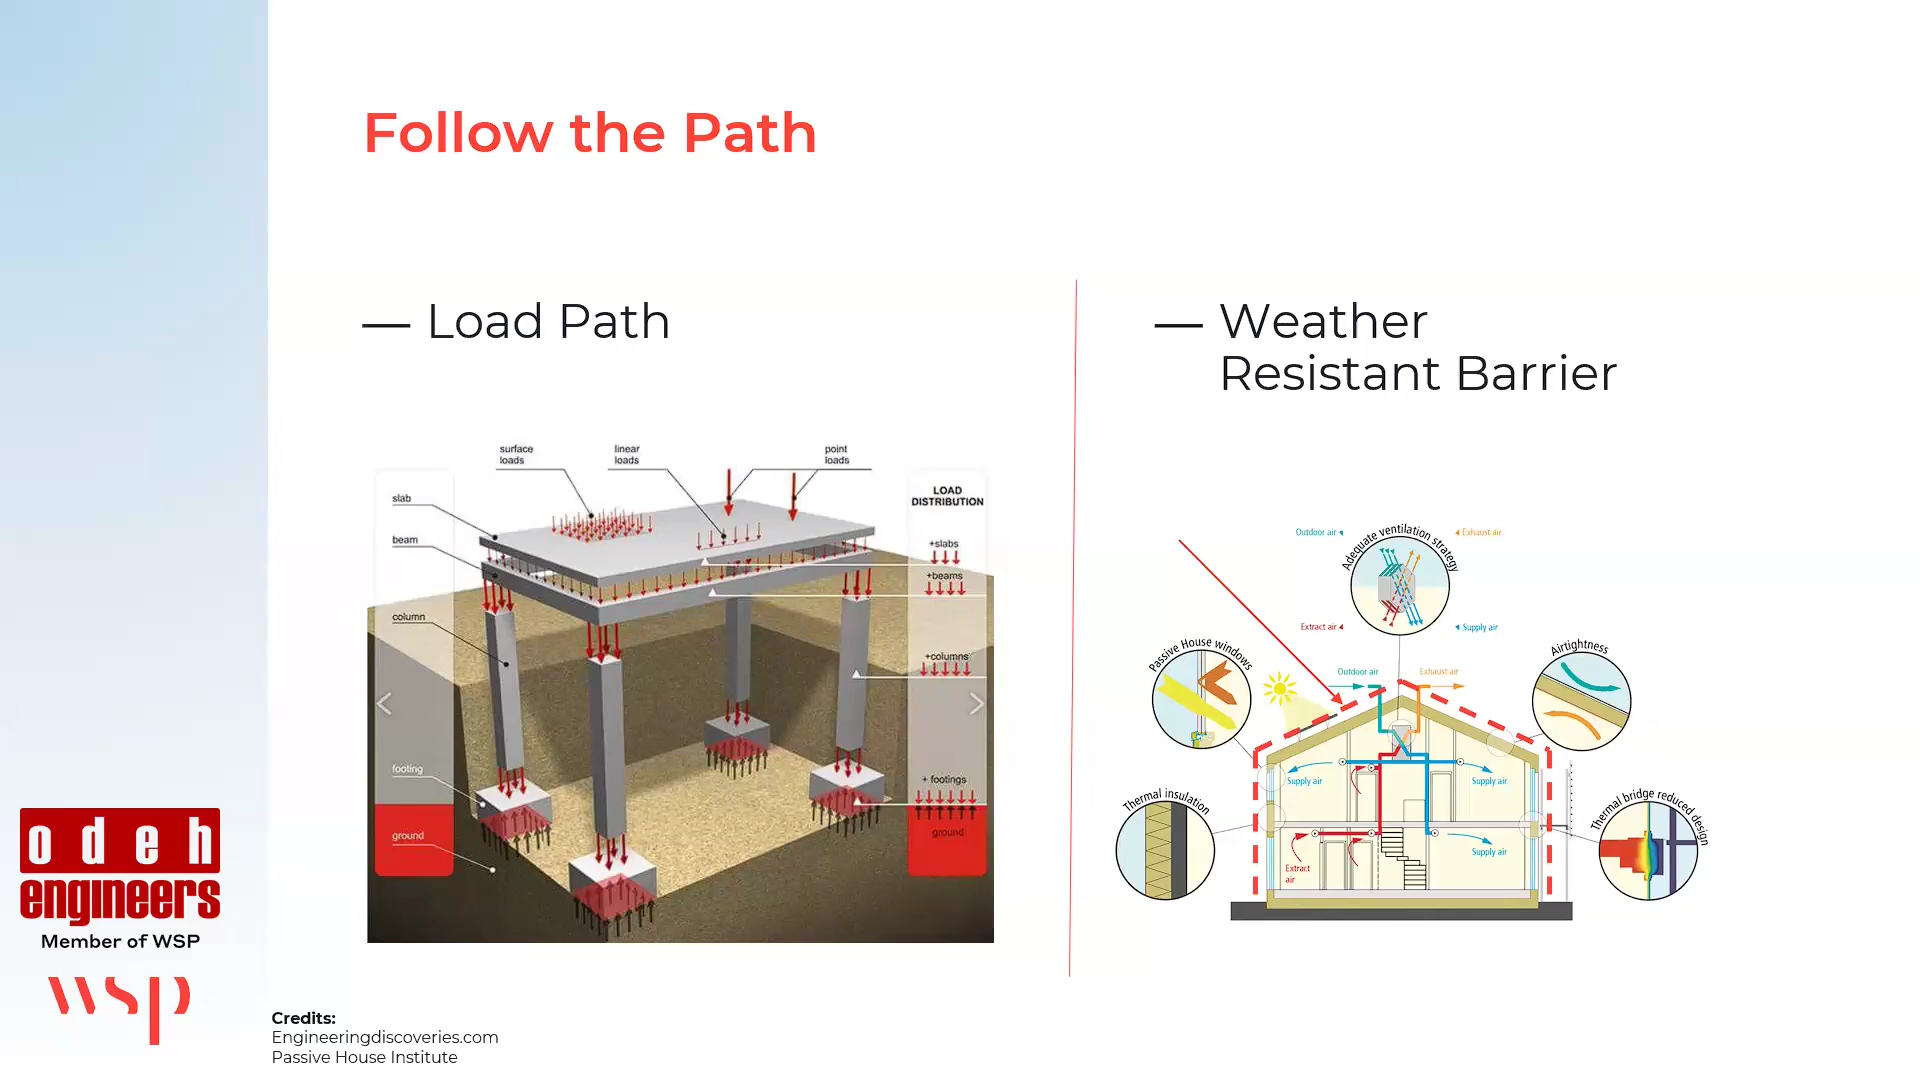 Follow the Path
— Load Path
surface
loads
linear
loads
point
loads
slab
beam
column
footing
ground
LOAD
DISTRIBUTION
+slabs
+beams
+columns
+ footings
ground
— Weather
Resistant Barrier
Outdoor air
Exhaust air
Adequate ventilation strategy
Extract air
Supply air
Passive House windows
Airtightness
Outdoor air
Exhaust air
Supply air
Supply air
Thermal insulation
Thermal bridge reduced design
Supply air
Extract
air
odeh
engineers
Member of WSP
wsp
Credits:
Engineeringdiscoveries.com
Passive House Institute